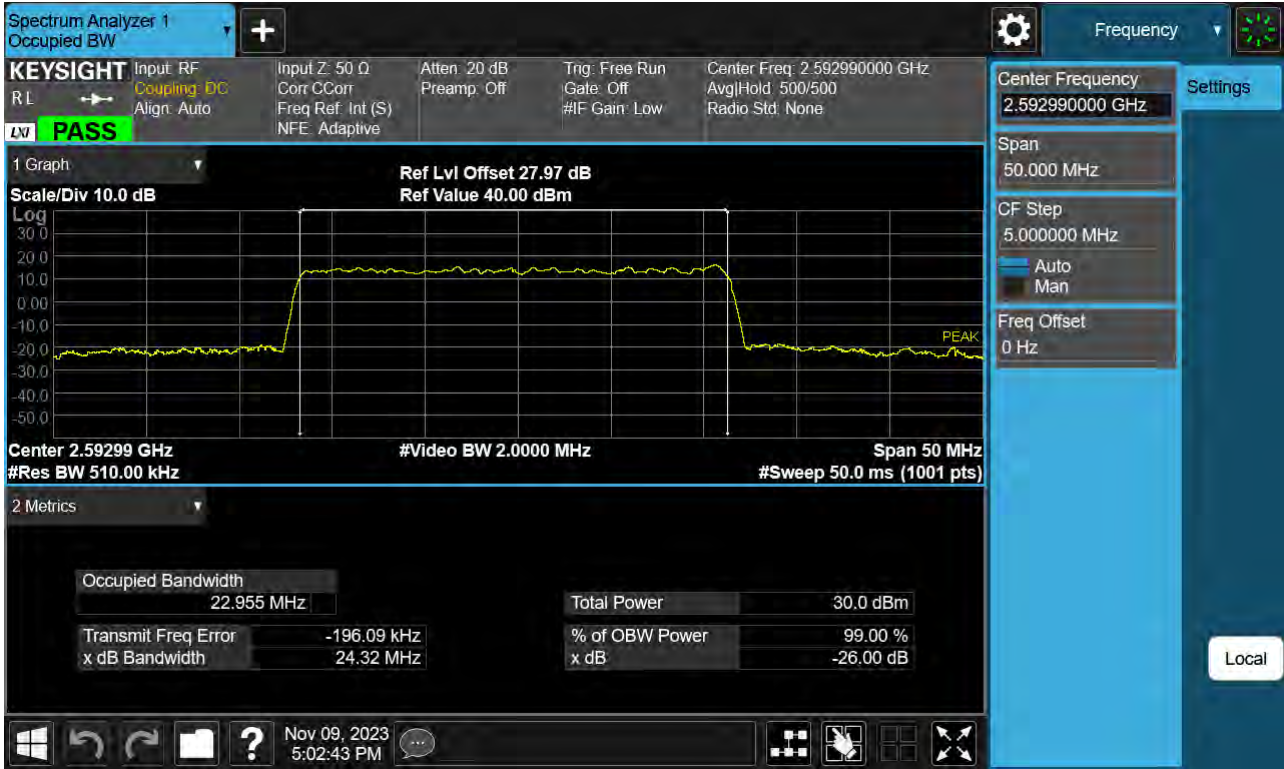 Spectrum Analyzer 1
Occupied BW
Frequency
KEYSIGHT
R L
LXI PASS
Input: RF
Coupling: DC
Align: Auto
Input Z: 50 Ω
Corr CCorr
Freq Ref: Int (S)
NFE: Adaptive
Atten: 20 dB
Preamp: Off
Trig: Free Run
Gate: Off
#IF Gain: Low
Center Freq: 2.592990000 GHz
Avg|Hold: 500/500
Radio Std: None
Center Frequency
2.592990000 GHz
Settings
Span
50.000 MHz
CF Step
5.000000 MHz
Auto
Man
Freq Offset
0 Hz
Local
1 Graph
Scale/Div 10.0 dB
Ref Lvl Offset 27.97 dB
Ref Value 40.00 dBm
Log
30.0
20.0
10.0
0.00
-10.0
-20.0
-30.0
-40.0
-50.0
PEAK
Center 2.59299 GHz
#Video BW 2.0000 MHz
Span 50 MHz
#Res BW 510.00 kHz
#Sweep 50.0 ms (1001 pts)
2 Metrics
Occupied Bandwidth
22.955 MHz
Total Power 30.0 dBm
Transmit Freq Error -196.09 kHz
% of OBW Power 99.00 %
x dB Bandwidth 24.32 MHz
x dB -26.00 dB
?
Nov 09, 2023
5:02:43 PM